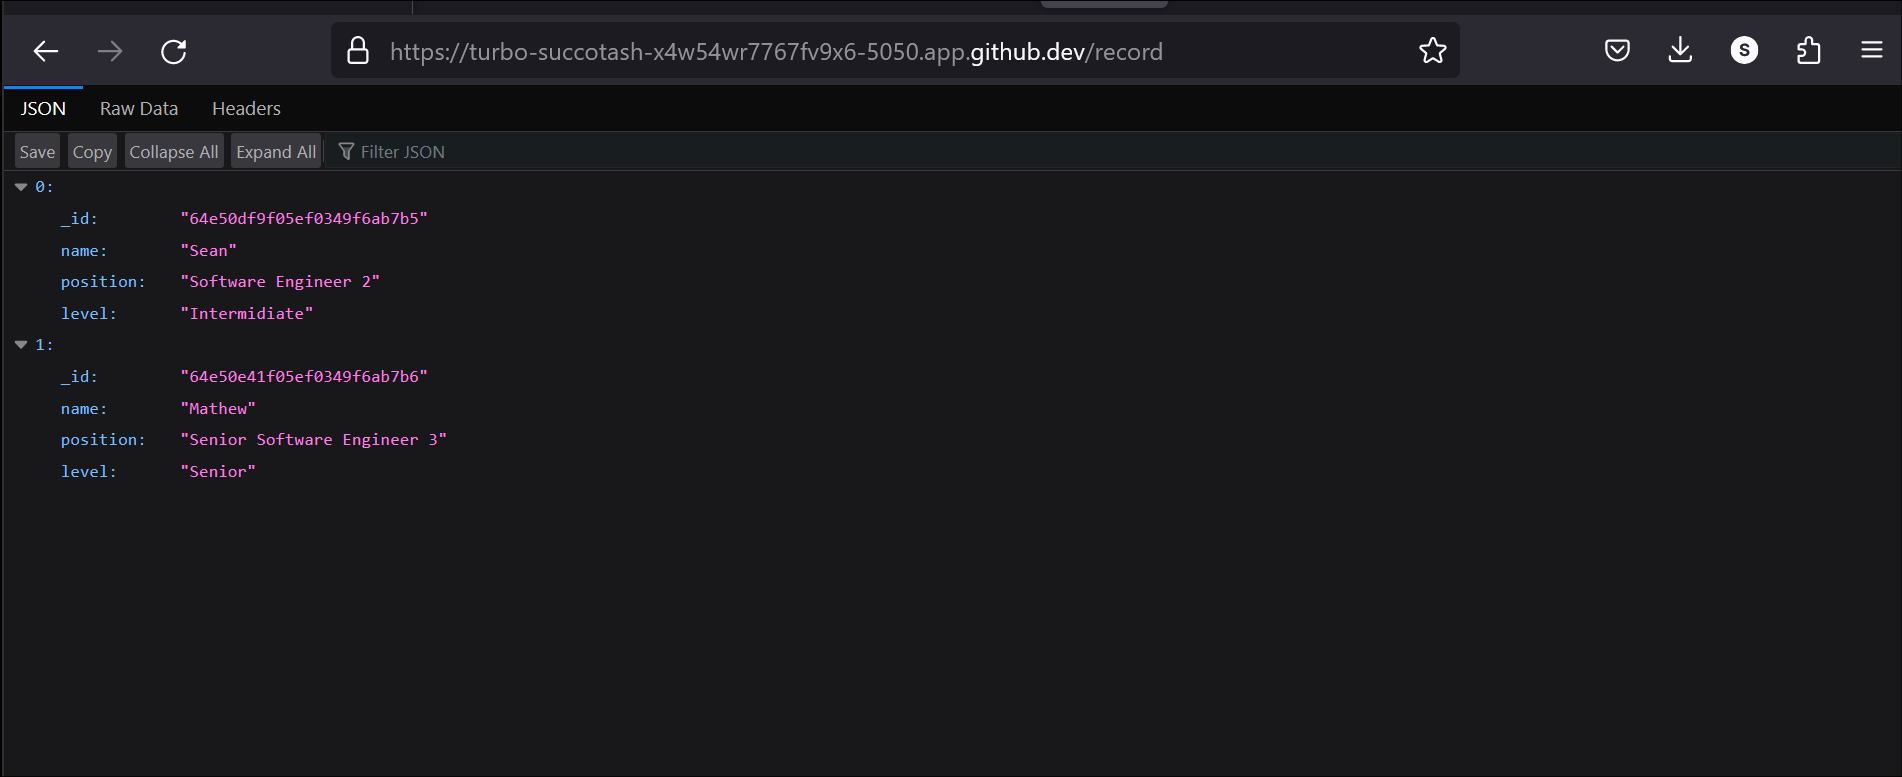 https://turbo-succotash-x4w54wr7767fv9x6-5050.app.github.dev/record
S
JSON Raw Data Headers
Save Copy Collapse All Expand All Filter JSON
0:
_id: "64e50df9f05ef0349f6ab7b5"
name: "Sean"
position: "Software Engineer 2"
level: "Intermidiate"
1:
_id: "64e50e41f05ef0349f6ab7b6"
name: "Mathew"
position: "Senior Software Engineer 3"
level: "Senior"